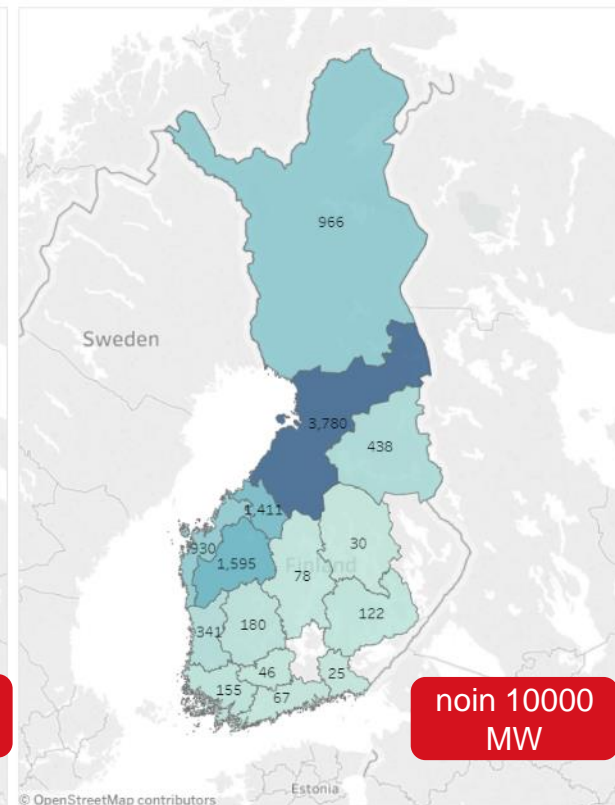 966
Sweden
3,780
438
1,411
930
1,595
30
Finland
78
122
341
180
46
25
155
67
noin 10000
MW
Estonia
© OpenStreetMap contributors